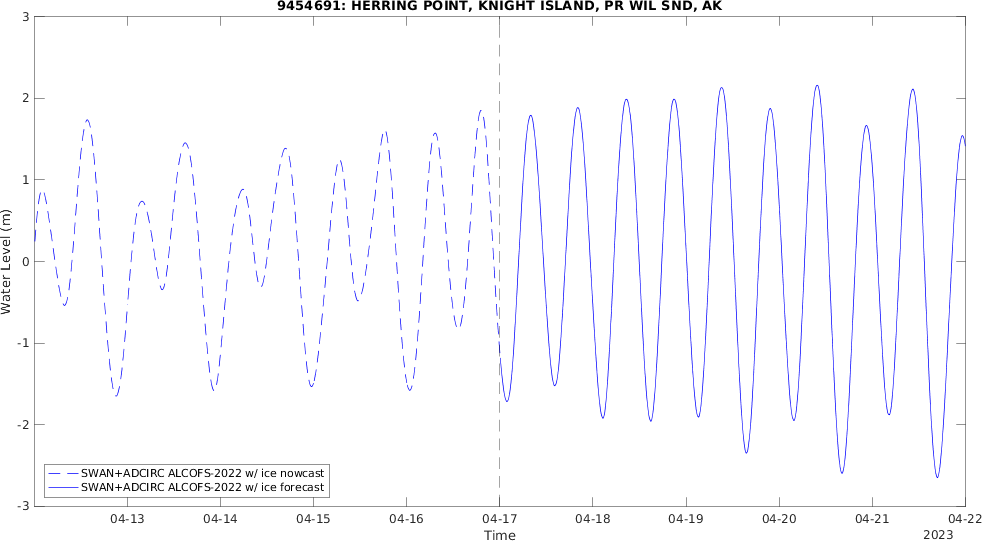 9454691: HERRING POINT, KNIGHT ISLAND, PR WIL SND, AK
3
2
1
0
-1
-2
-3
Water Level (m)
SWAN+ADCIRC ALCOFS-2022 w/ ice nowcast
SWAN+ADCIRC ALCOFS-2022 w/ ice forecast
04-13 04-14 04-15 04-16 04-17 04-18 04-19 04-20 04-21 04-22
Time
2023